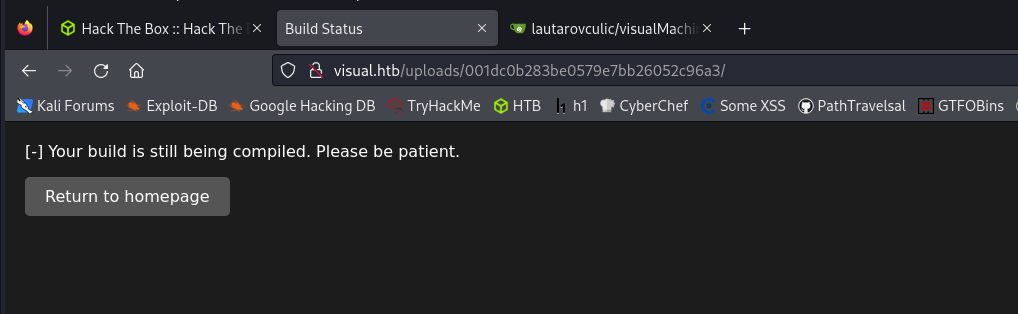 Hack The Box :: Hack The
Build Status
lautarovculic/visualMachi
visual.htb/uploads/001dc0b283be0579e7bb26052c96a3/
Kali Forums Exploit-DB Google Hacking DB TryHackMe HTB h1 CyberChef Some XSS PathTravelsal GTFOBins
[-] Your build is still being compiled. Please be patient.
Return to homepage